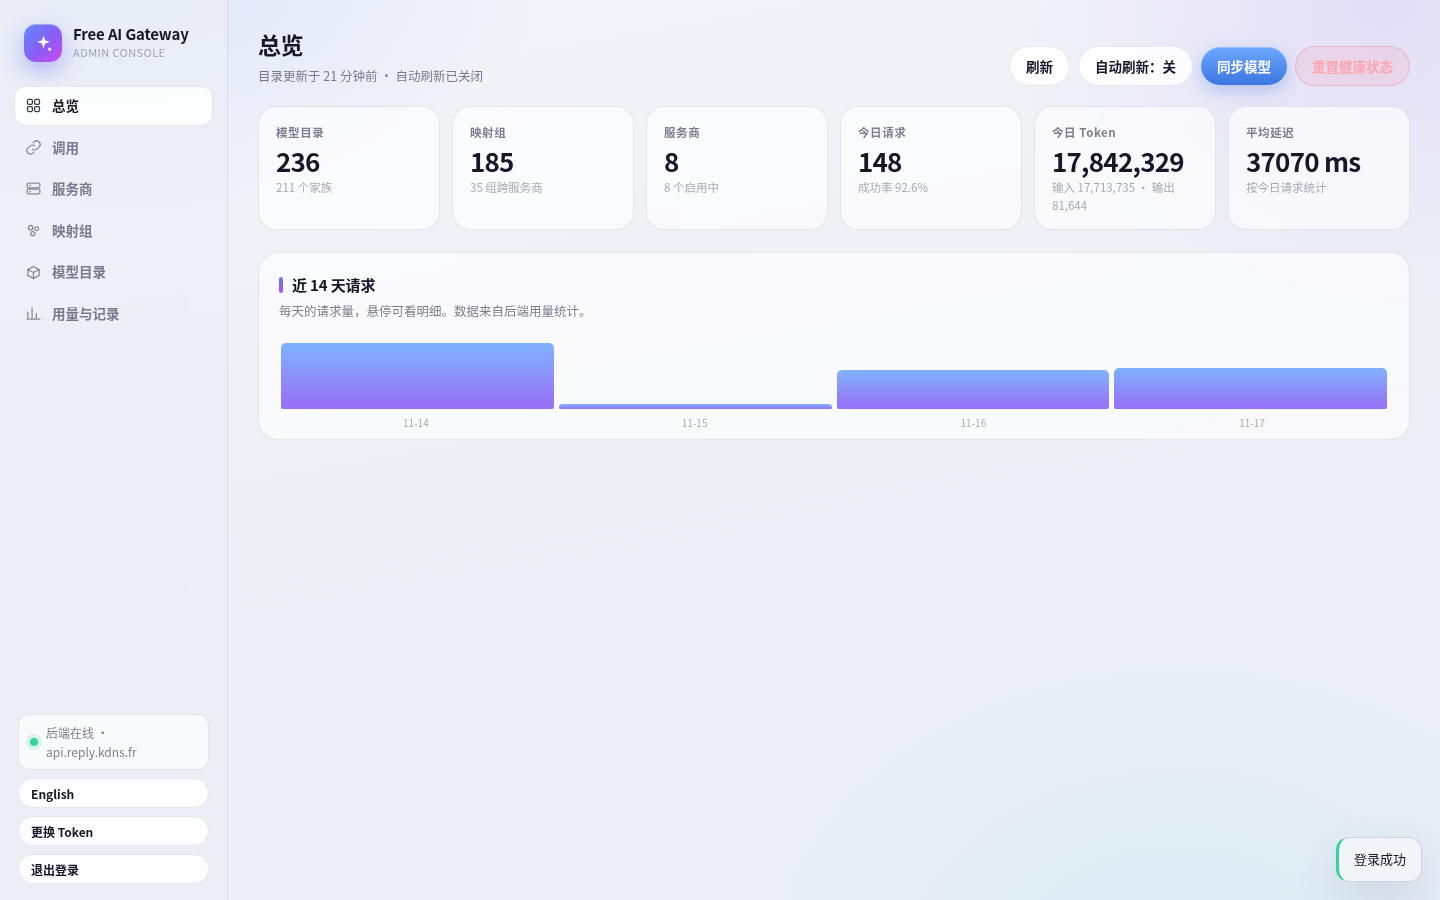 Free AI Gateway
ADMIN CONSOLE
总览
调用
服务商
映射组
模型目录
用量与记录
后端在线 ·
api.reply.kdns.fr
English
更换 Token
退出登录
总览
目录更新于 21 分钟前 · 自动刷新已关闭
刷新
自动刷新：关
同步模型
重置健康状态
模型目录
236
211 个家族
映射组
185
35 组跨服务商
服务商
8
8 个启用中
今日请求
148
成功率 92.6%
今日 Token
17,842,329
输入 17,713,735 · 输出
81,644
平均延迟
37070 ms
按今日请求统计
近 14 天请求
每天的请求量，悬停可看明细。数据来自后端用量统计。
11-14
11-15
11-16
11-17
登录成功